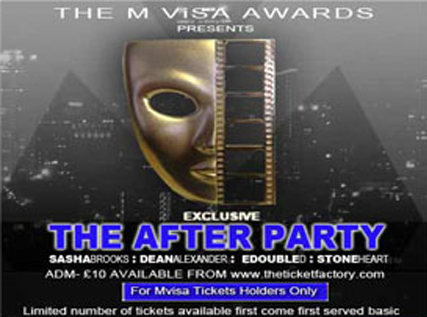 THE M VISA AWARDS
PRESENTS
EXCLUSIVE
THE AFTER PARTY
SASHABROOKS : DEANALEXANDER : EDOUBLED : STONEHEART
ADM- £10 AVAILABLE FROM www.theticketfactory.com
For Mvisa Tickets Holders Only
Limited number of tickets available first come first served basic